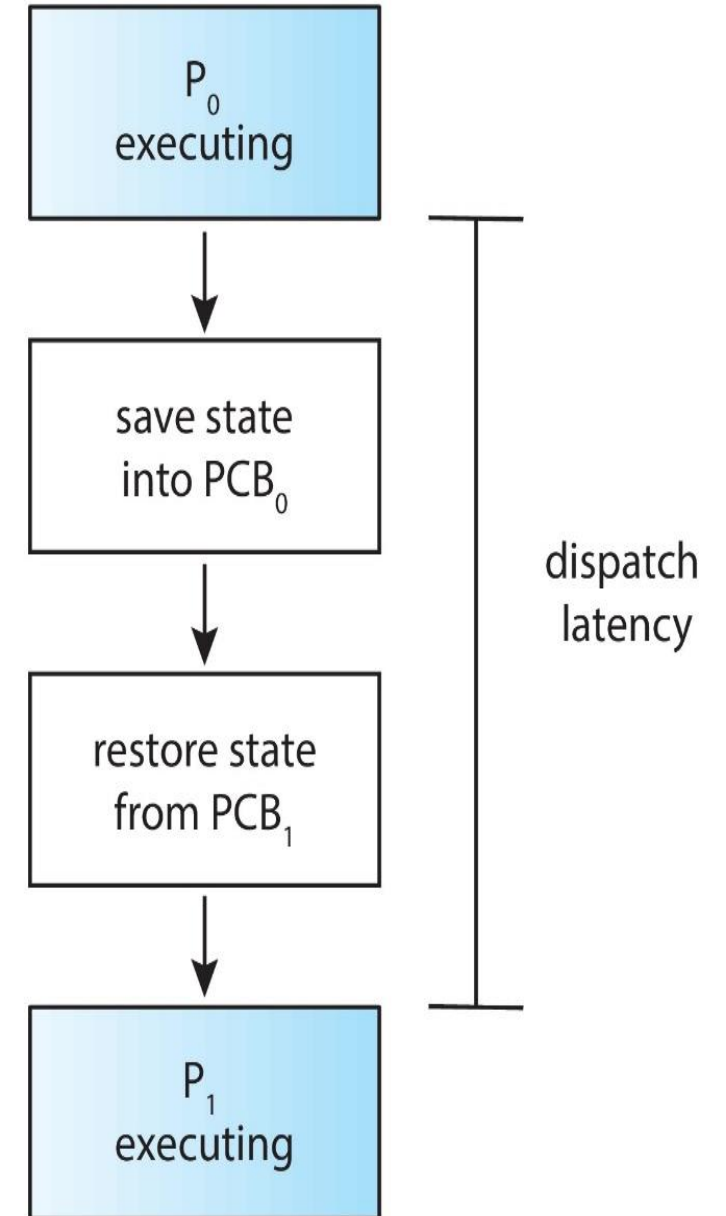 P₀
executing
save state
into PCB₀
dispatch
latency
restore state
from PCB₁
P₁
executing